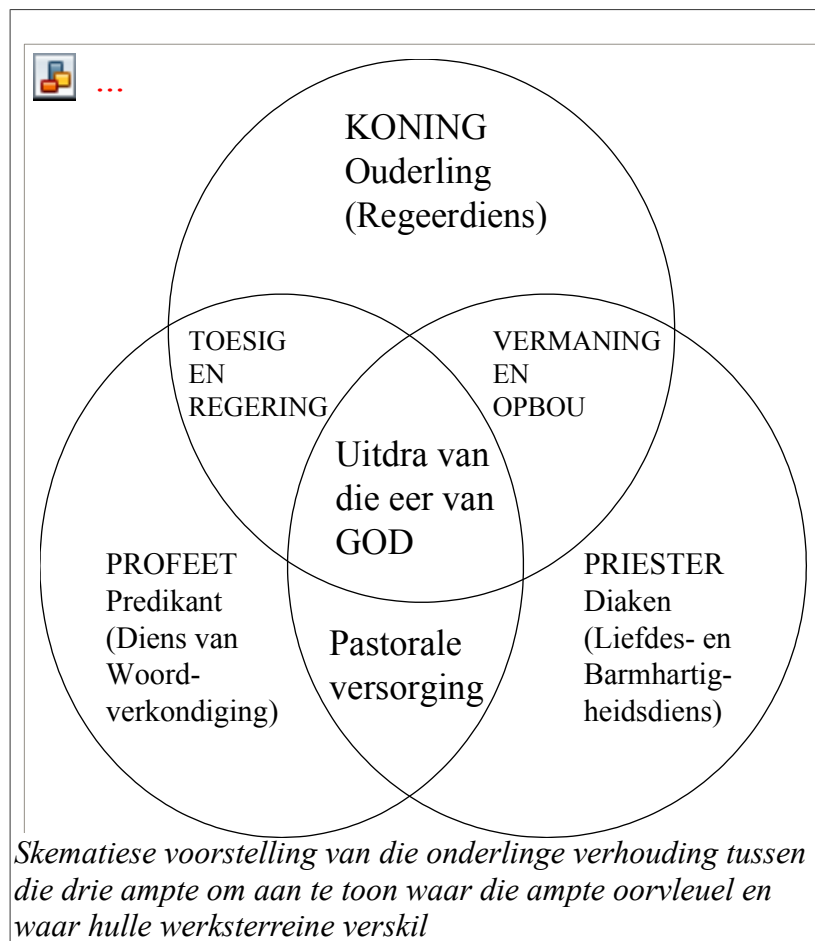 ...
KONING
Ouderling
(Regeerdiens)
TOESIG
EN
REGERING
VERMANING
EN
OPBOU
Uitdra van
die eer van
GOD
PROFEET
Predikant
(Diens van
Woord-
verkondiging)
Pastorale
versorging
PRIESTER
Diaken
(Liefdes- en
Barmhartig-
heidsdiens)
Skematiese voorstelling van die onderlinge verhouding tussen
die drie ampte om aan te toon waar die ampte oorvleuel en
waar hulle werksterreine verskil